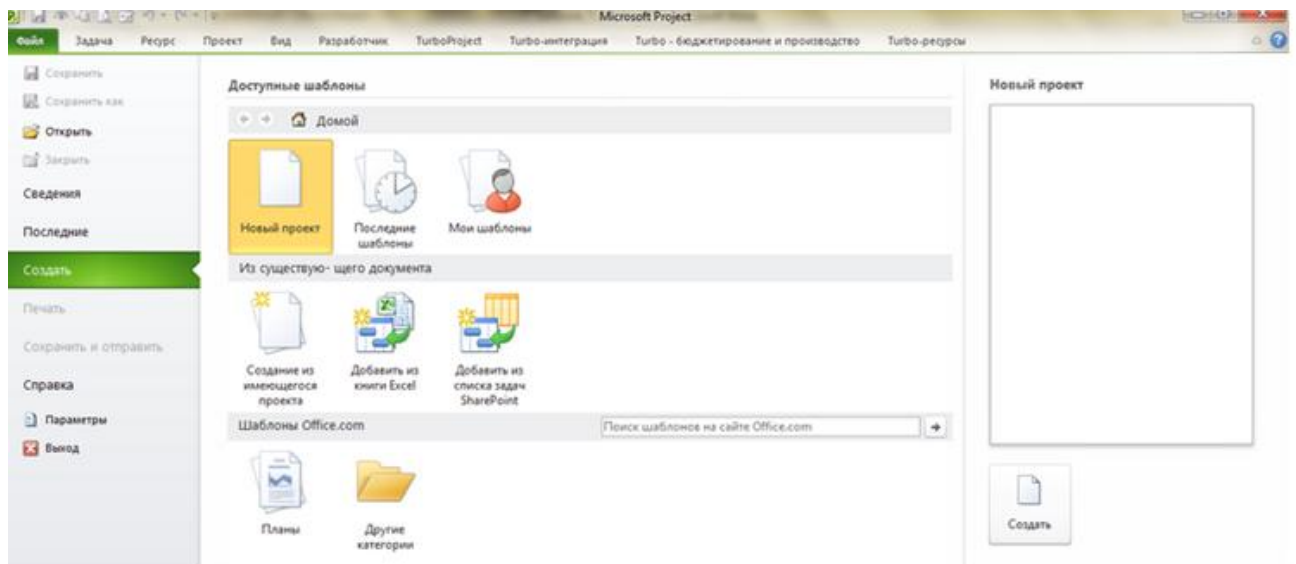 Microsoft Project
Файл Задача Ресурс Проект Вид Разработчик TurboProject Turbo-интеграция Turbo - бюджетирование и производство Turbo-ресурсы
Сохранить
Сохранить как
Открыть
Закрыть
Сведения
Последние
Создать
Печать
Сохранить и отправить
Справка
Параметры
Выход
Доступные шаблоны
Домой
Новый проект
Последние
шаблоны
Мои шаблоны
Из существую- щего документа
Создание из
имеющегося
проекта
Добавить из
книги Excel
Добавить из
списка задач
SharePoint
Шаблоны Office.com
Поиск шаблонов на сайте Office.com
Планы
Другие
категории
Новый проект
Создать